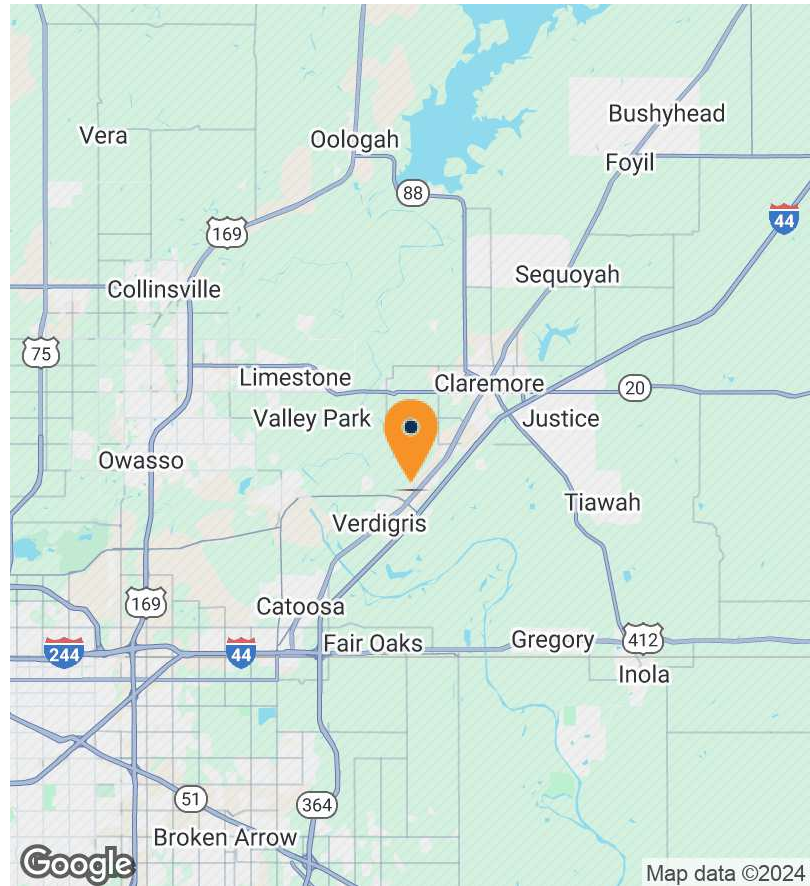 Bushyhead
Vera
Oologah
Foyil
88
44
169
Sequoyah
Collinsville
75
Limestone
Claremore
20
Valley Park
Justice
Owasso
Tiawah
Verdigris
169
Catoosa
Fair Oaks
Gregory
412
244
44
Inola
51
364
Broken Arrow
Google
Map data ©2024